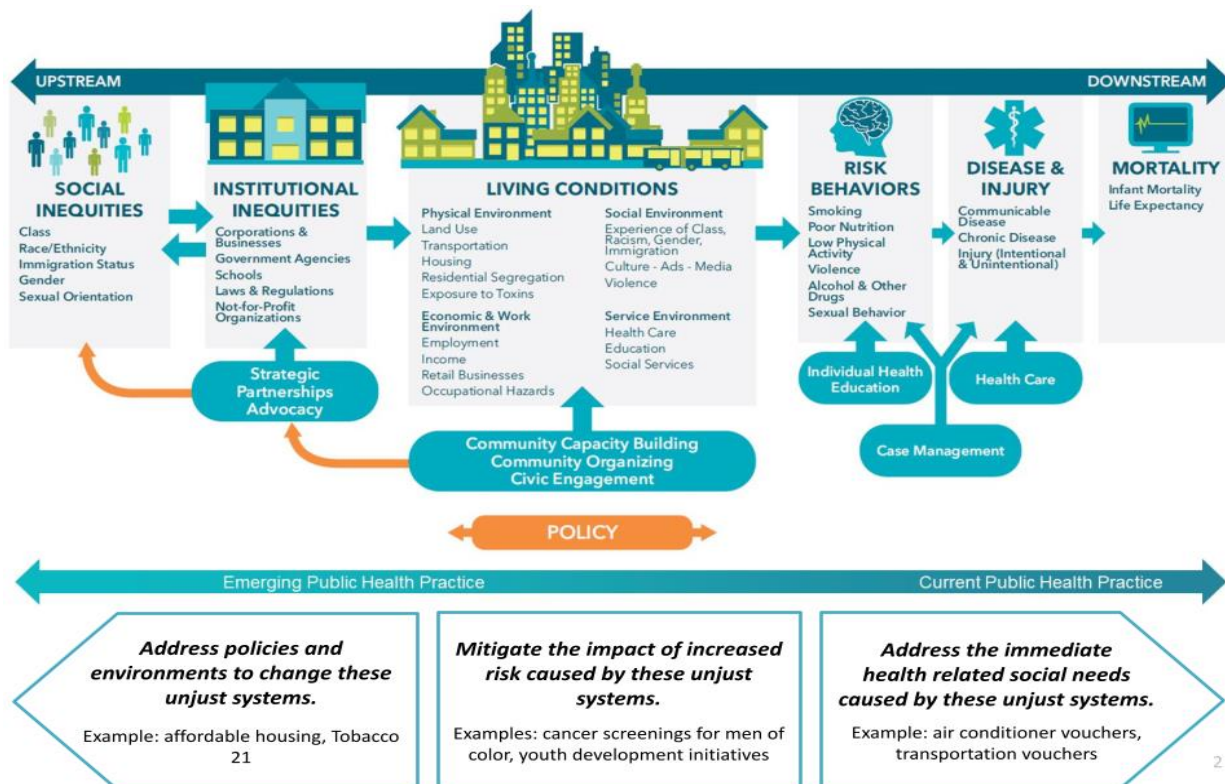 UPSTREAM
DOWNSTREAM
SOCIAL
INEQUITIES
Class
Race/Ethnicity
Immigration Status
Gender
Sexual Orientation
INSTITUTIONAL
INEQUITIES
Corporations &
Businesses
Government Agencies
Schools
Laws & Regulations
Not-for-Profit
Organizations
Strategic
Partnerships
Advocacy
LIVING CONDITIONS
Physical Environment
Land Use
Transportation
Housing
Residential Segregation
Exposure to Toxins
Economic & Work
Environment
Employment
Income
Retail Businesses
Occupational Hazards
Social Environment
Experience of Class,
Racism, Gender,
Immigration
Culture - Ads - Media
Violence
Service Environment
Health Care
Education
Social Services
Community Capacity Building
Community Organizing
Civic Engagement
RISK
BEHAVIORS
Smoking
Poor Nutrition
Low Physical
Activity
Violence
Alcohol & Other
Drugs
Sexual Behavior
Individual Health
Education
DISEASE &
INJURY
Communicable
Disease
Chronic Disease
Injury (Intentional
& Unintentional)
Health Care
Case Management
MORTALITY
Infant Mortality
Life Expectancy
POLICY
Emerging Public Health Practice
Current Public Health Practice
Address policies and
environments to change these
unjust systems.
Example: affordable housing, Tobacco
21
Mitigate the impact of increased
risk caused by these unjust
systems.
Examples: cancer screenings for men of
color, youth development initiatives
Address the immediate
health related social needs
caused by these unjust systems.
Example: air conditioner vouchers,
transportation vouchers
2